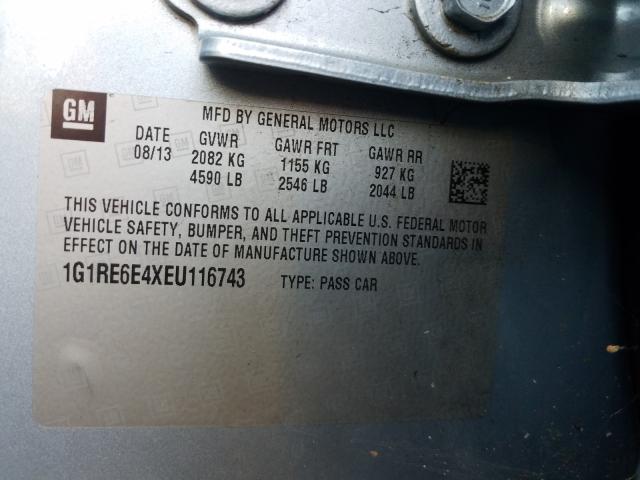 GM
MFD BY GENERAL MOTORS LLC
DATE GVWR GAWR FRT GAWR RR
08/13 2082 KG 1155 KG 927 KG
4590 LB 2546 LB 2044 LB
THIS VEHICLE CONFORMS TO ALL APPLICABLE U.S. FEDERAL MOTOR
VEHICLE SAFETY, BUMPER, AND THEFT PREVENTION STANDARDS IN
EFFECT ON THE DATE OF MANUFACTURE SHOWN ABOVE.
1G1RE6E4XEU116743 TYPE: PASS CAR